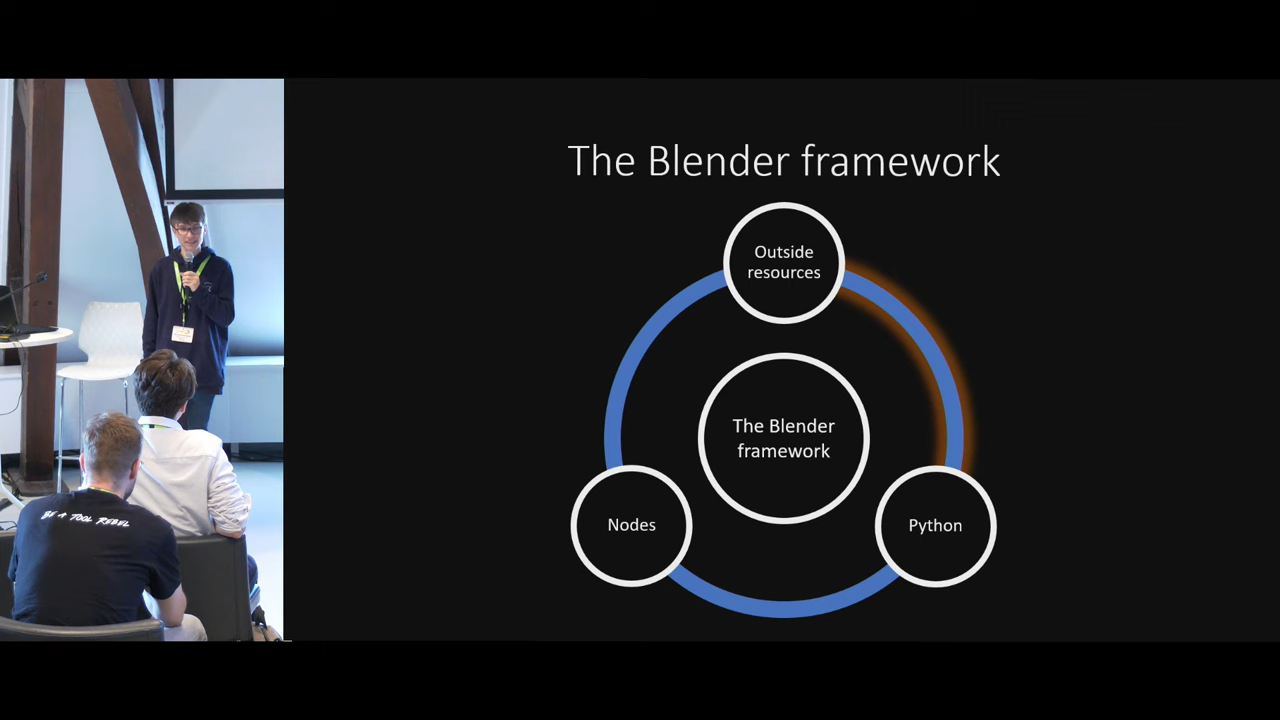 The Blender framework
Outside
resources
The Blender
framework
Nodes
Python
BE A TOOL REBEL